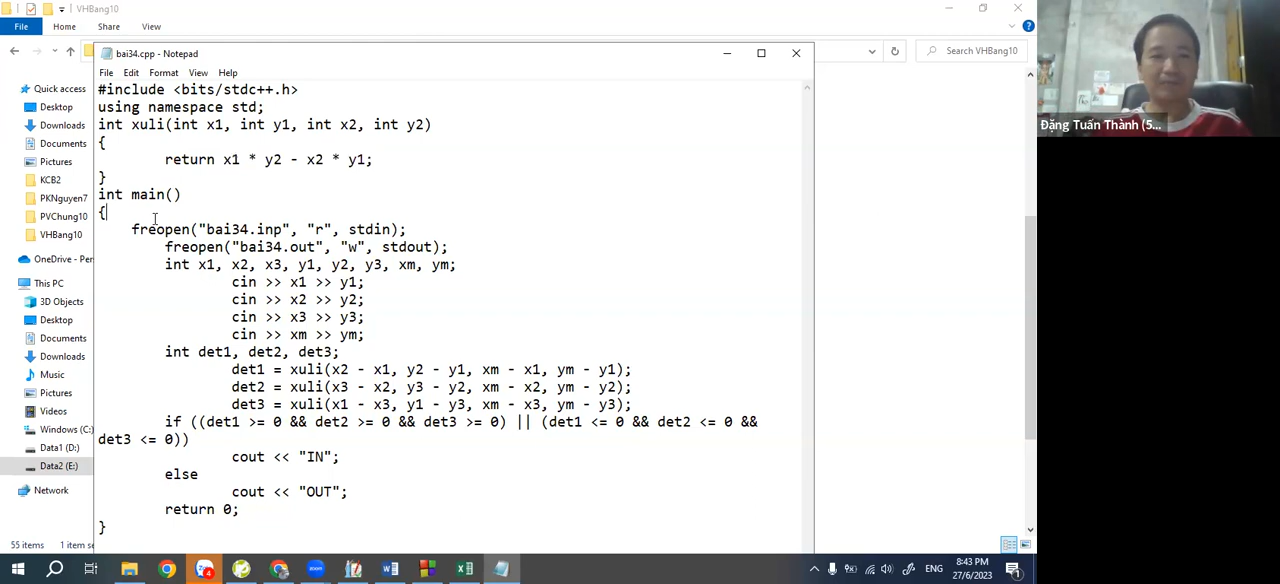 VHBang10
File
Home
Share
View
bai34.cpp - Notepad
Search VHBang10
File Edit Format View Help
Quick access
Desktop
Downloads
Documents
Pictures
KCB2
PKNguyen7
PVChung10
VHBang10
OneDrive - Per
This PC
3D Objects
Desktop
Documents
Downloads
Music
Pictures
Videos
Windows (C:)
Data1 (D:)
Data2 (E:)
Network
55 items
1 item se
#include <bits/stdc++.h>
using namespace std;
int xuli(int x1, int y1, int x2, int y2)
{
return x1 * y2 - x2 * y1;
}
int main()
{
freopen("bai34.inp", "r", stdin);
freopen("bai34.out", "w", stdout);
int x1, x2, x3, y1, y2, y3, xm, ym;
cin >> x1 >> y1;
cin >> x2 >> y2;
cin >> x3 >> y3;
cin >> xm >> ym;
int det1, det2, det3;
det1 = xuli(x2 - x1, y2 - y1, xm - x1, ym - y1);
det2 = xuli(x3 - x2, y3 - y2, xm - x2, ym - y2);
det3 = xuli(x1 - x3, y1 - y3, xm - x3, ym - y3);
if ((det1 >= 0 && det2 >= 0 && det3 >= 0) || (det1 <= 0 && det2 <= 0 &&
det3 <= 0))
cout << "IN";
else
cout << "OUT";
return 0;
}
Đặng Tuấn Thành (5...
4
ENG
8:43 PM
27/6/2023
1